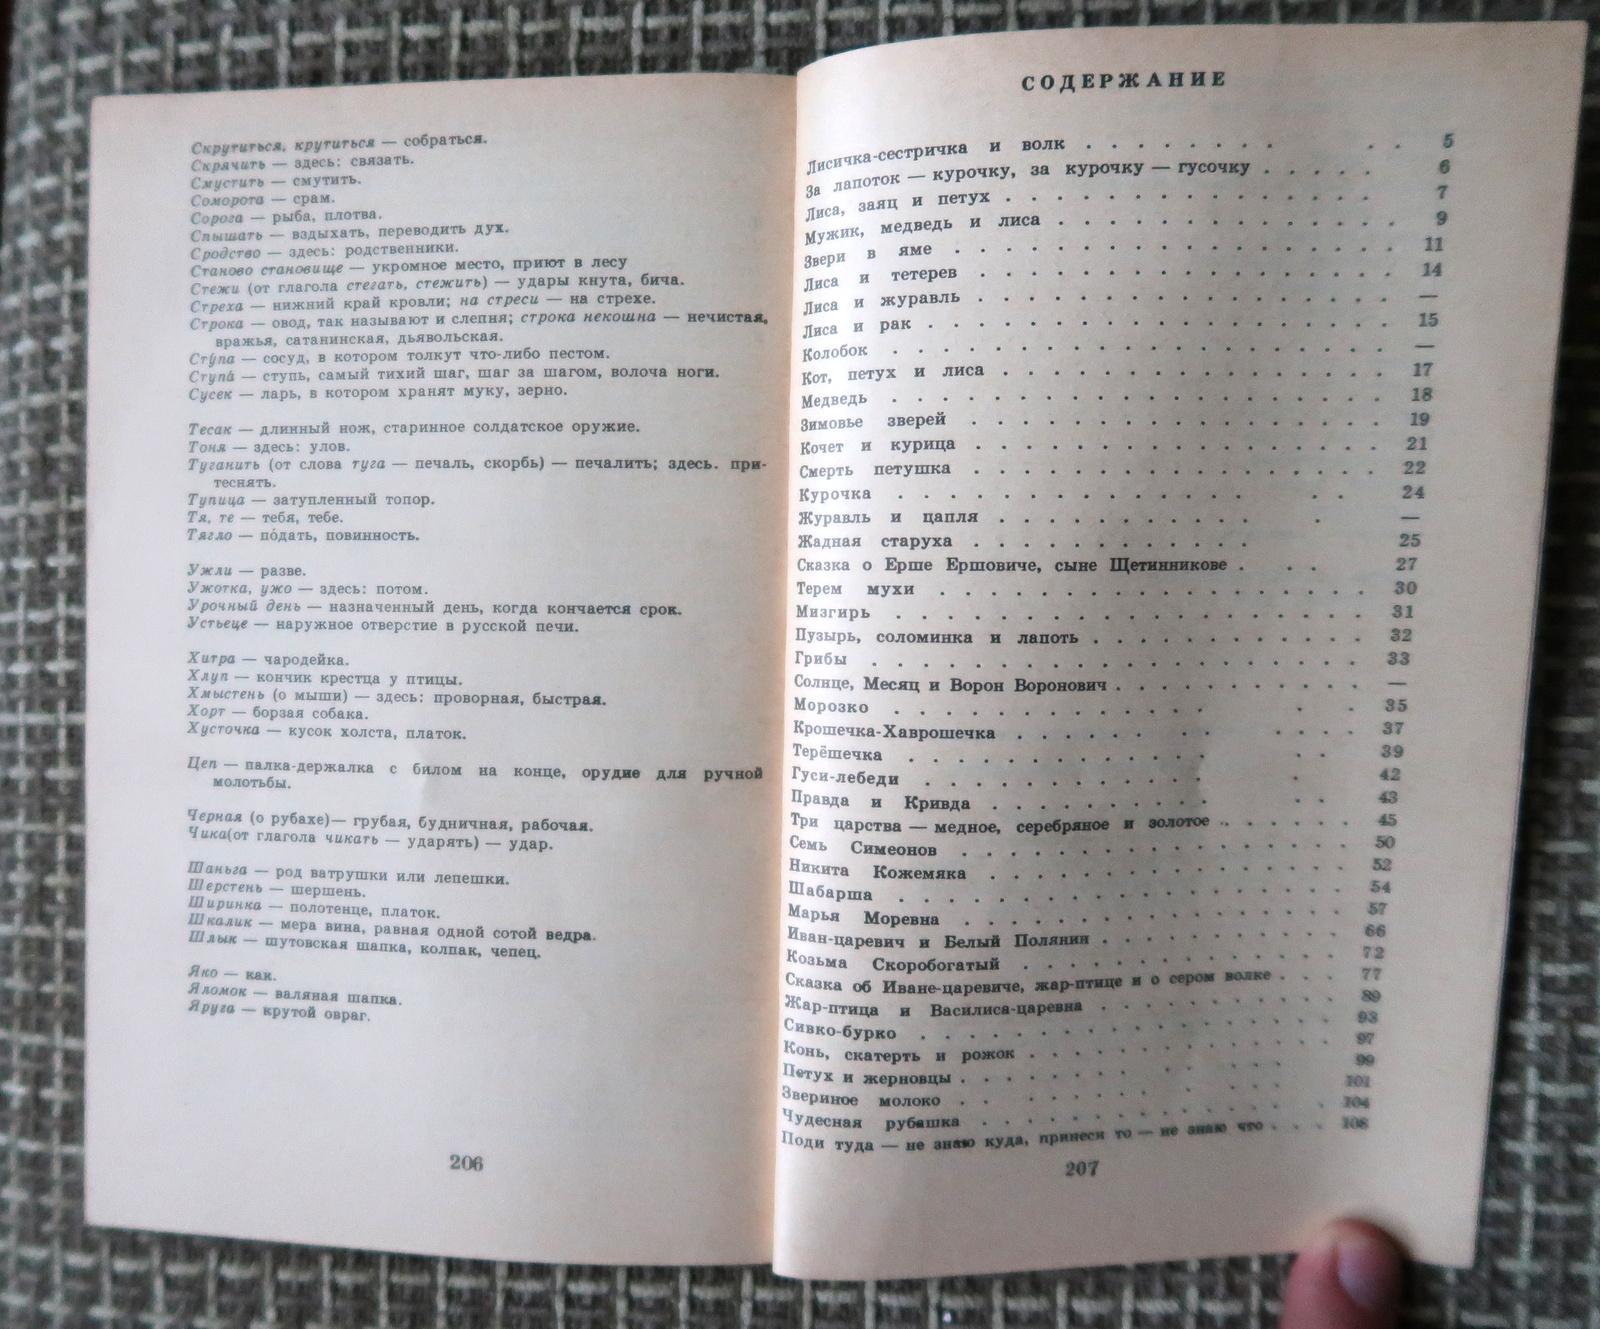 Скрутиться, крутиться — собраться.
Скрячить — здесь: связать.
Смустить — смутить.
Соморота — срам.
Сорога — рыба, плотва.
Спышать — вздыхать, переводить дух.
Сродство — здесь: родственники.
Станово становище — укромное место, приют в лесу
Стежи (от глагола стегать, стежить) — удары кнута, бича.
Стреха — нижний край кровли; на стреси — на стрехе.
Строка — овод, так называют и слепня; строка некошна — нечистая,
вражья, сатанинская, дьявольская.
Сту́па — сосуд, в котором толкут что-либо пестом.
Ступа́ — ступь, самый тихий шаг, шаг за шагом, волоча ноги.
Сусек — ларь, в котором хранят муку, зерно.
Тесак — длинный нож, старинное солдатское оружие.
Тоня — здесь: улов.
Туганить (от слова туга — печаль, скорбь) — печалить; здесь. при-
теснять.
Тупица — затупленный топор.
Тя, те — тебя, тебе.
Тягло — по́дать, повинность.
Ужли — разве.
Ужотка, ужо — здесь: потом.
Урочный день — назначенный день, когда кончается срок.
Устьеце — наружное отверстие в русской печи.
Хитра — чародейка.
Хлуп — кончик крестца у птицы.
Хмыстень (о мыши) — здесь: проворная, быстрая.
Хорт — борзая собака.
Хусточка — кусок холста, платок.
Цеп — палка-держалка с билом на конце, орудие для ручной
молотьбы.
Черная (о рубахе)— грубая, будничная, рабочая.
Чика(от глагола чикать — ударять) — удар.
Шаньга — род ватрушки или лепешки.
Шерстень — шершень.
Ширинка — полотенце, платок.
Шкалик — мера вина, равная одной сотой ведра.
Шлык — шутовская шапка, колпак, чепец.
Яко — как.
Яломок — валяная шапка.
Яруга — крутой овраг.
206
СОДЕРЖАНИЕ
Лисичка-сестричка и волк . . . . . . . . . . 5
За лапоток — курочку, за курочку — гусочку . . . . . 6
Лиса, заяц и петух . . . . . . . . . . . . . . 7
Мужик, медведь и лиса . . . . . . . . . . . . . 9
Звери в яме . . . . . . . . . . . . . . . . . 11
Лиса и тетерев . . . . . . . . . . . . . . . . 14
Лиса и журавль . . . . . . . . . . . . . . . . —
Лиса и рак . . . . . . . . . . . . . . . . . . 15
Колобок . . . . . . . . . . . . . . . . . . . —
Кот, петух и лиса . . . . . . . . . . . . . . . 17
Медведь . . . . . . . . . . . . . . . . . . . 18
Зимовье зверей . . . . . . . . . . . . . . . . 19
Кочет и курица . . . . . . . . . . . . . . . . 21
Смерть петушка . . . . . . . . . . . . . . . . 22
Курочка . . . . . . . . . . . . . . . . 24
Журавль и цапля . . . . . . . . . . . —
Жадная старуха . . . . . . . . . . . 25
Сказка о Ерше Ершовиче, сыне Щетинникове . . . 27
Терем мухи . . . . . . . . . . . . . . . . . 30
Мизгирь . . . . . . . . . . . . . . . . . . . 31
Пузырь, соломинка и лапоть . . . . . . . . . . . 32
Грибы . . . . . . . . . . . . . . . . . . . . 33
Солнце, Месяц и Ворон Воронович . . . . . . . . . . —
Морозко . . . . . . . . . . . . . . 35
Крошечка-Хаврошечка . . . . . . . . . 37
Терёшечка . . . . . . . . . . . . . 39
Гуси-лебеди . . . . . . . . . . . . 42
Правда и Кривда . . . . . . . . . . . 43
Три царства — медное, серебряное и золотое . . . . . . 45
Семь Симеонов . . . . . . . . . . . . . . . . 50
Никита Кожемяка . . . . . . . . . . . . . . . 52
Шабарша . . . . . . . . . . . . . . . . . . 54
Марья Моревна . . . . . . . . . . . . . . . . 57
Иван-царевич и Белый Полянин . . . . . . . . . . 66
Козьма Скоробогатый . . . . . . . . . . . . . . 72
Сказка об Иване-царевиче, жар-птице и о сером волке . . . 77
Жар-птица и Василиса-царевна . . . . . . . . . . 89
Сивко-бурко . . . . . . . . . . . . . . . . . 93
Конь, скатерть и рожок . . . . . . . . . . . . . 97
Петух и жерновцы . . . . . . . . . . . . 99
Звериное молоко . . . . . . . . . . . 101
Чудесная рубашка . . . . . . . . . . . . . . 104
Поди туда — не знаю куда, принеси то — не знаю что . . . 108
207